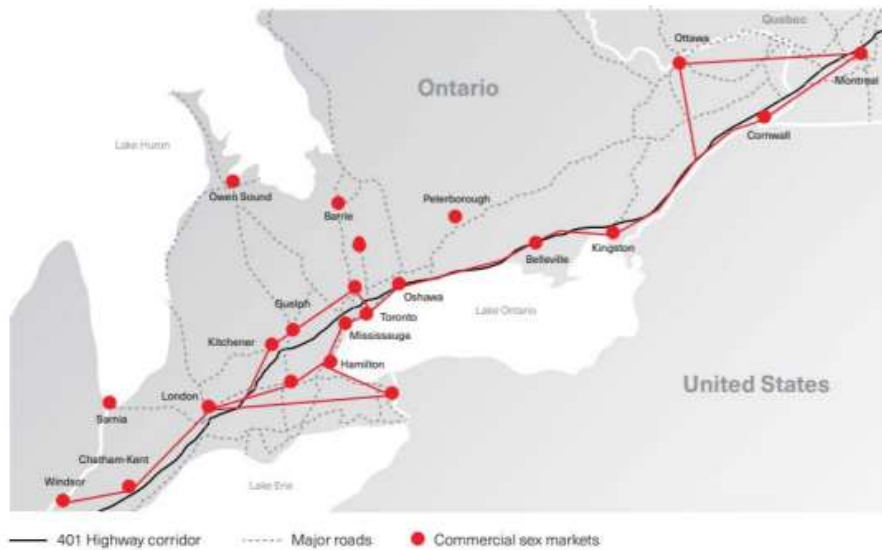 Quebec
Ottawa
Montreal
Ontario
Cornwall
Lake Huron
Owen Sound
Barrie
Peterborough
Kingston
Belleville
Oshawa
Guelph
Toronto
Lake Ontario
Mississauga
Kitchener
Hamilton
London
United States
Sarnia
Chatham-Kent
Windsor
Lake Erie
401 Highway corridor
Major roads
Commercial sex markets